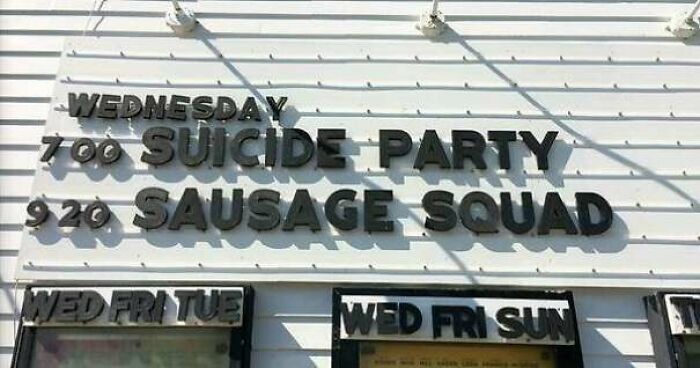 WEDNESDAY
7 00 SUICIDE PARTY
9 20 SAUSAGE SQUAD
WED FRI TUE
WED FRI SUN